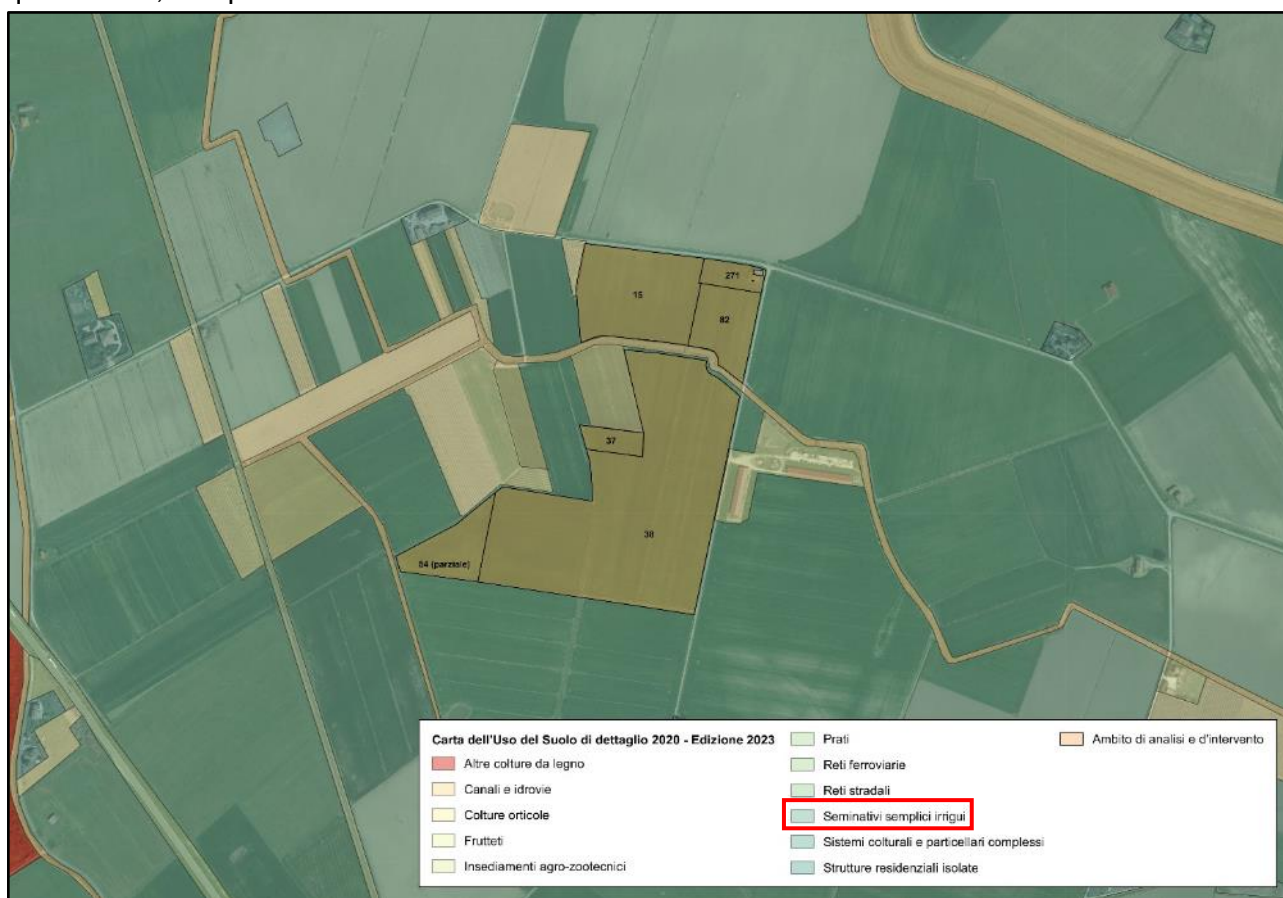 271
15
82
37
38
84 (parziale)
Carta dell'Uso del Suolo di dettaglio 2020 - Edizione 2023
Altre colture da legno
Canali e idrovie
Colture orticole
Frutteti
Insediamenti agro-zootecnici
Prati
Reti ferroviarie
Reti stradali
Seminativi semplici irrigui
Sistemi colturali e particellari complessi
Strutture residenziali isolate
Ambito di analisi e d'intervento